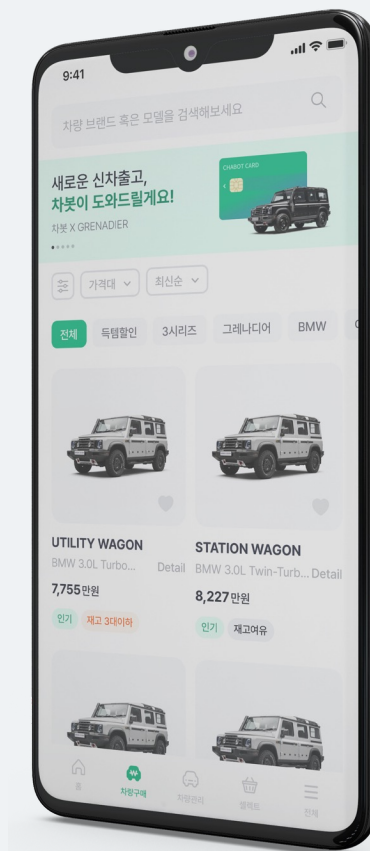 9:41
차량 브랜드 혹은 모델을 검색해보세요
새로운 신차출고,
차봇이 도와드릴게요!
차봇 X GRENADIER
CHABOT CARD
가격대
최신순
전체
득템할인
3시리즈
그레나디어
BMW
UTILITY WAGON
BMW 3.0L Turbo...
Detail
7,755만원
인기
재고 3대이하
STATION WAGON
BMW 3.0L Twin-Turb...
Detail
8,227만원
인기
재고여유
홈
차량구매
차량관리
셀렉트
전체